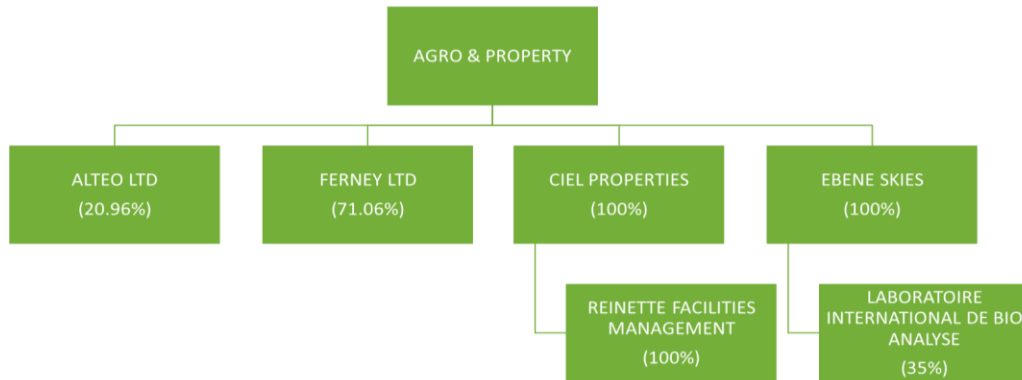 AGRO & PROPERTY
ALTEO LTD
(20.96%)
FERNEY LTD
(71.06%)
CIEL PROPERTIES
(100%)
EBENE SKIES
(100%)
REINETTE FACILITIES
MANAGEMENT
(100%)
LABORATOIRE
INTERNATIONAL DE BIO
ANALYSE
(35%)